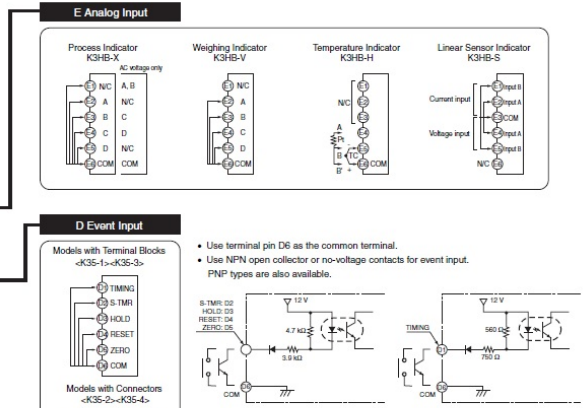 E Analog Input
Process Indicator
K3HB-X
AC voltage only
E1 N/C A, B
E2 A N/C
E3 B C
E4 C D
E5 D N/C
E6 COM COM
Weighing Indicator
K3HB-V
E1 N/C
E2 A
E3 B
E4 C
E5 D
E6 COM
Temperature Indicator
K3HB-H
E1
N/C E2
E3
A E4
Pt
B TC E5
B' + E6 COM
Linear Sensor Indicator
K3HB-S
E1 Input B
Current input E2 Input A
E3 COM
Voltage input E4 Input A
E5 Input B
N/C E6
D Event Input
Models with Terminal Blocks
<K35-1><K35-3>
D1 TIMING
D2 S-TMR
D3 HOLD
D4 RESET
D5 ZERO
D6 COM
Models with Connectors
<K35-2><K35-4>
• Use terminal pin D6 as the common terminal.
• Use NPN open collector or no-voltage contacts for event input.
PNP types are also available.
S-TMR: D2
HOLD: D3
RESET: D4
ZERO: D5
12 V
4.7 kΩ
3.9 kΩ
D6
COM
TIMING
D1
12 V
560 Ω
750 Ω
D6
COM